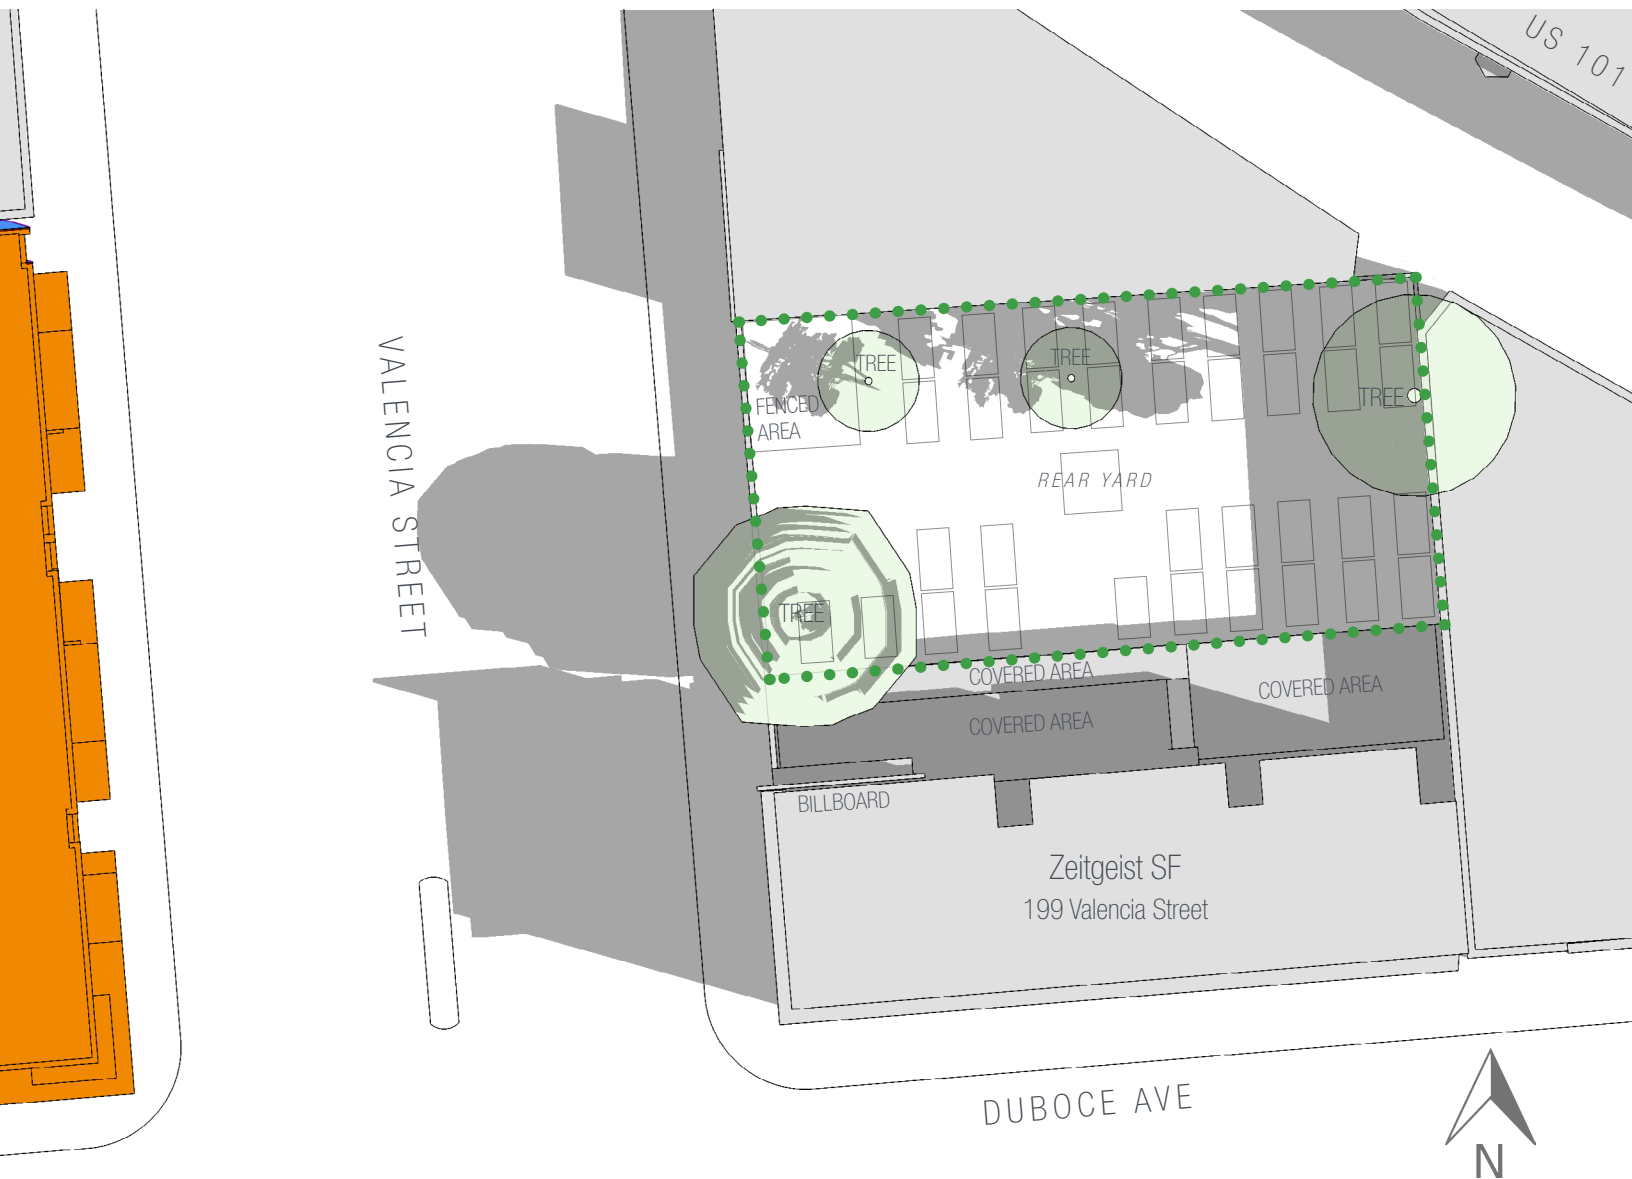 US 101
VALENCIA STREET
TREE
TREE
TREE
FENCED
AREA
REAR YARD
TREE
COVERED AREA
COVERED AREA
COVERED AREA
BILLBOARD
Zeitgeist SF
199 Valencia Street
DUBOCE AVE
N